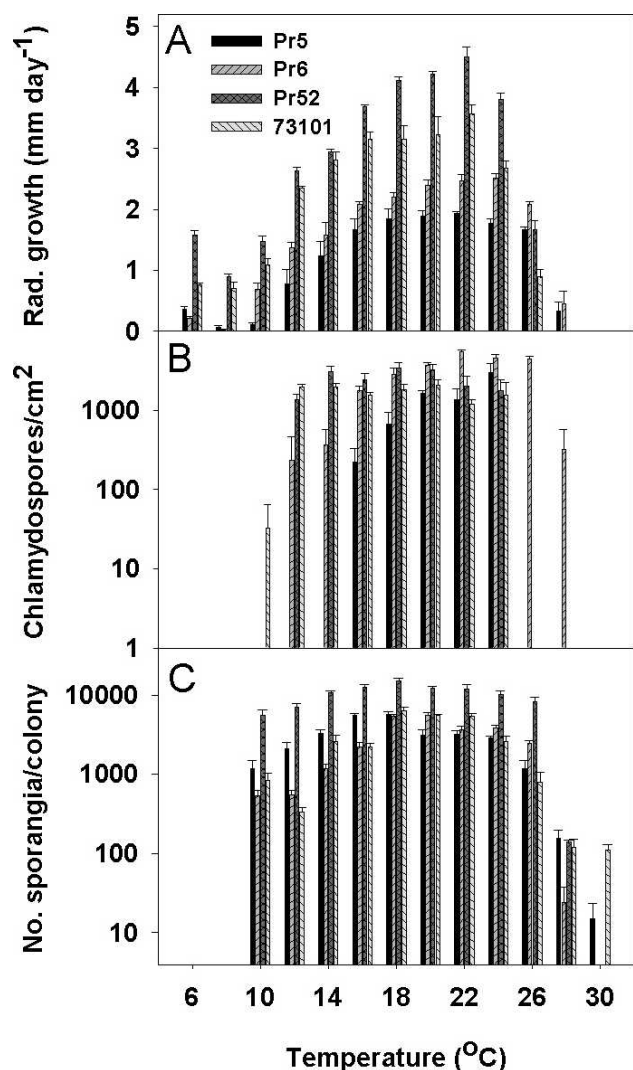 A
Pr5
Pr6
Pr52
73101
Rad. growth (mm day⁻¹)
5
4
3
2
1
0
B
Chlamydospores/cm²
1000
100
10
1
C
No. sporangia/colony
10000
1000
100
10
6 10 14 18 22 26 30
Temperature (°C)